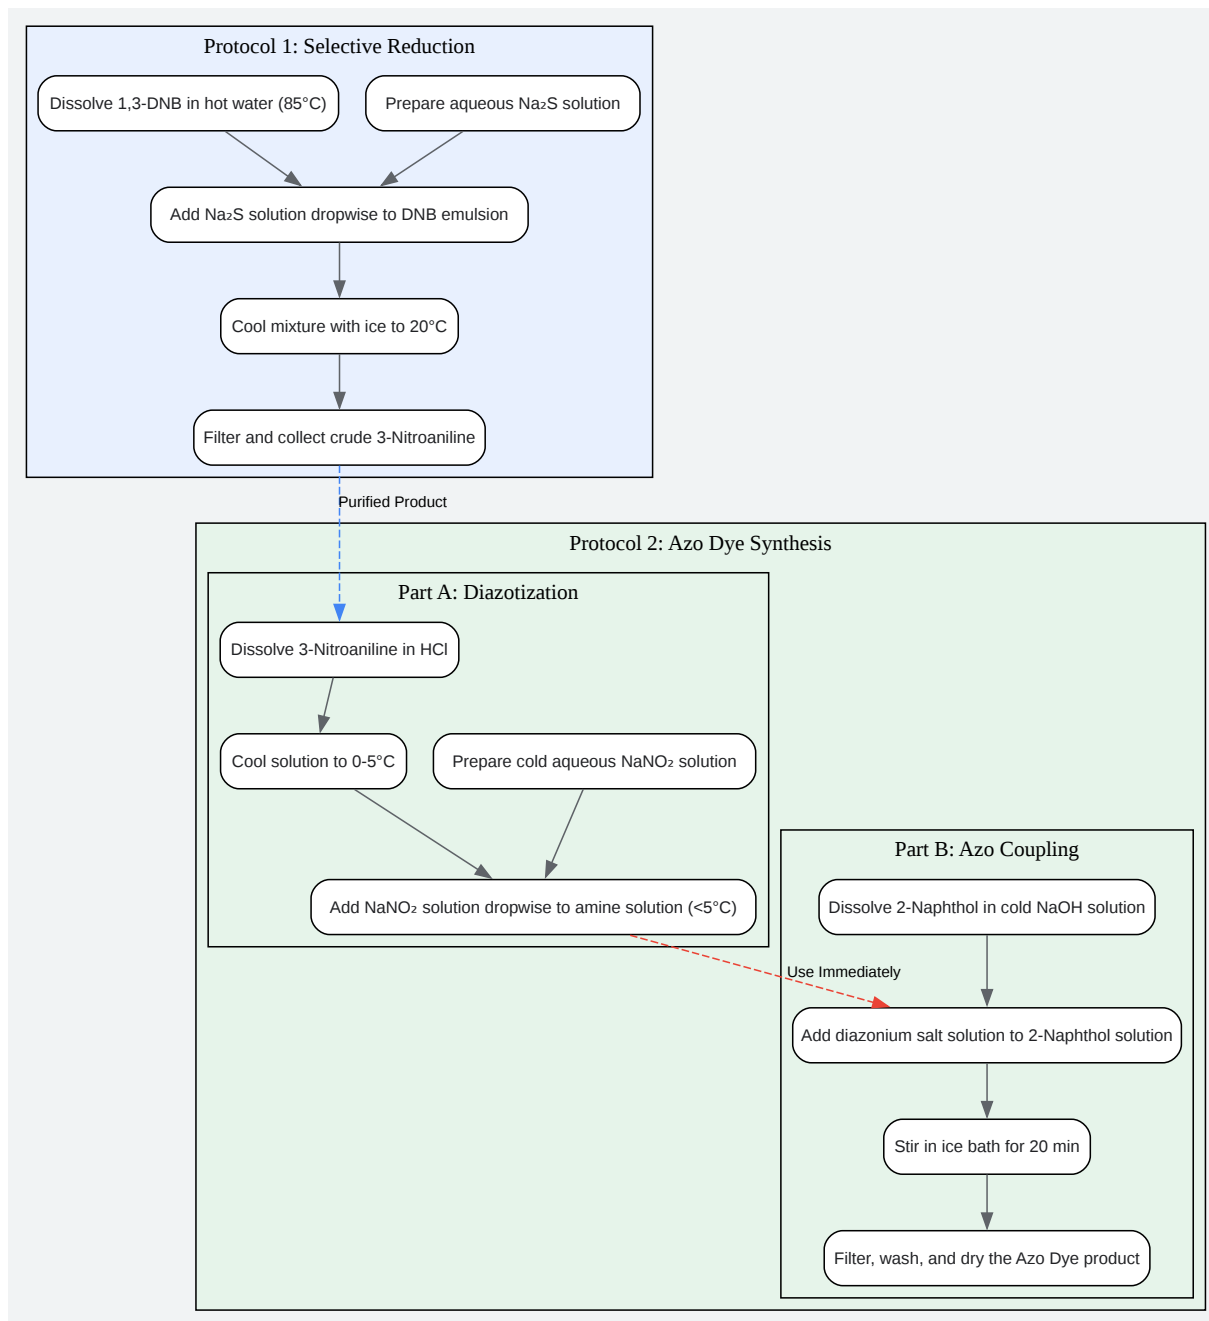 Protocol 1: Selective Reduction
Dissolve 1,3-DNB in hot water (85°C)
Prepare aqueous Na₂S solution
Add Na₂S solution dropwise to DNB emulsion
Cool mixture with ice to 20°C
Filter and collect crude 3-Nitroaniline
Purified Product
Protocol 2: Azo Dye Synthesis
Part A: Diazotization
Dissolve 3-Nitroaniline in HCl
Cool solution to 0-5°C
Prepare cold aqueous NaNO₂ solution
Add NaNO₂ solution dropwise to amine solution (<5°C)
Use Immediately
Part B: Azo Coupling
Dissolve 2-Naphthol in cold NaOH solution
Add diazonium salt solution to 2-Naphthol solution
Stir in ice bath for 20 min
Filter, wash, and dry the Azo Dye product